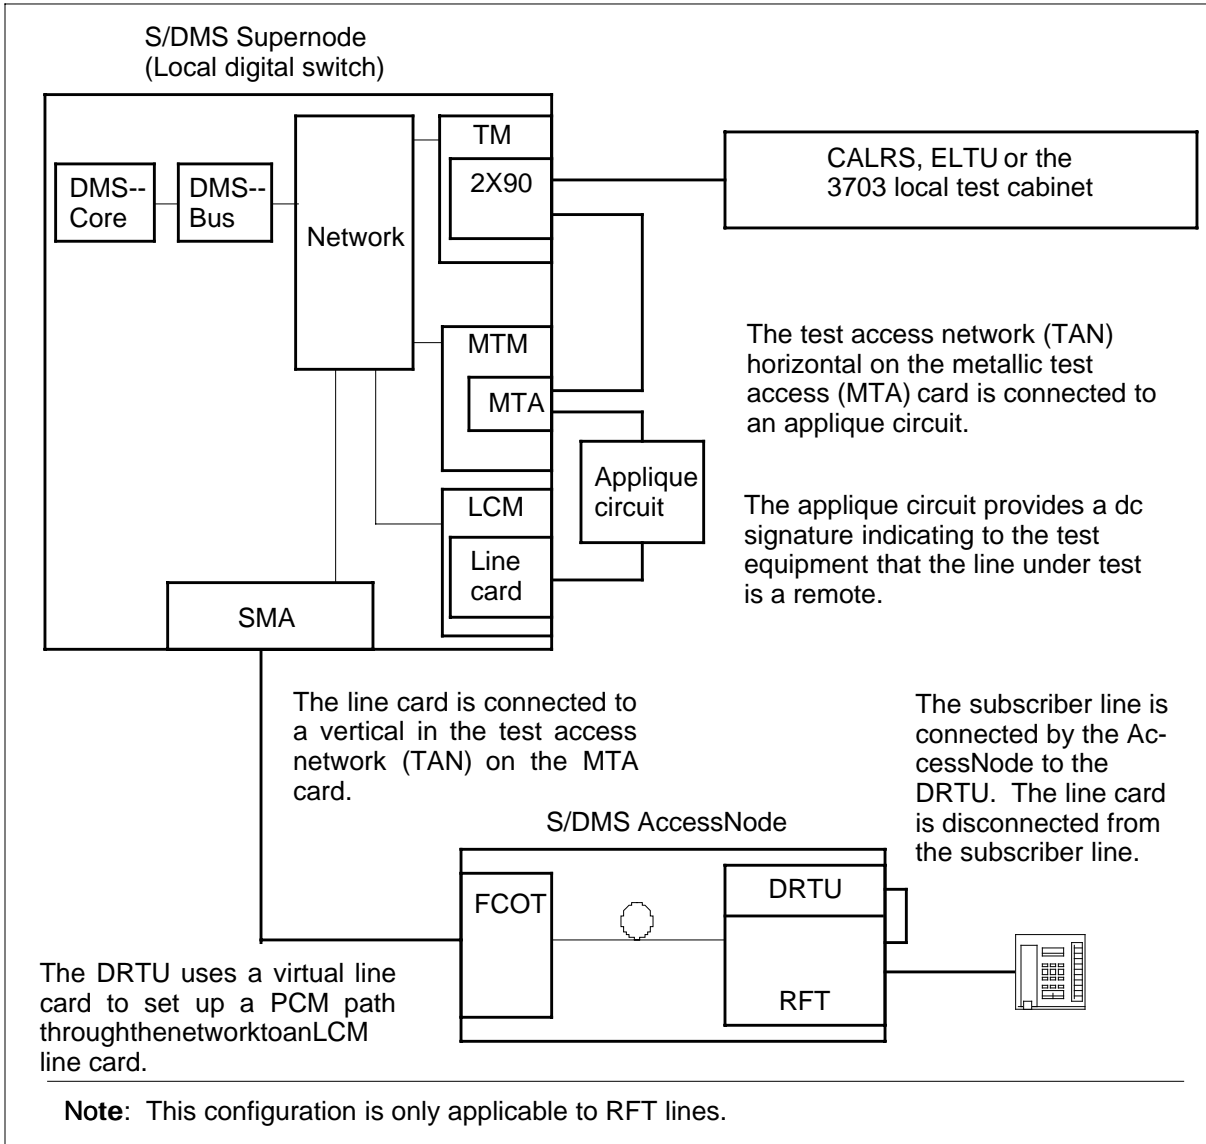 S/DMS Supernode
(Local digital switch)
DMS--
Core
DMS--
Bus
Network
TM
2X90
CALRS, ELTU or the
3703 local test cabinet
MTM
MTA
The test access network (TAN)
horizontal on the metallic test
access (MTA) card is connected to
an applique circuit.
Applique
circuit
LCM
Line
card
The applique circuit provides a dc
signature indicating to the test
equipment that the line under test
is a remote.
SMA
The line card is connected to
a vertical in the test access
network (TAN) on the MTA
card.
The subscriber line is
connected by the Ac-
cessNode to the
DRTU. The line card
is disconnected from
the subscriber line.
S/DMS AccessNode
FCOT
DRTU
RFT
The DRTU uses a virtual line
card to set up a PCM path
throughthenetworktoanLCM
line card.
Note: This configuration is only applicable to RFT lines.